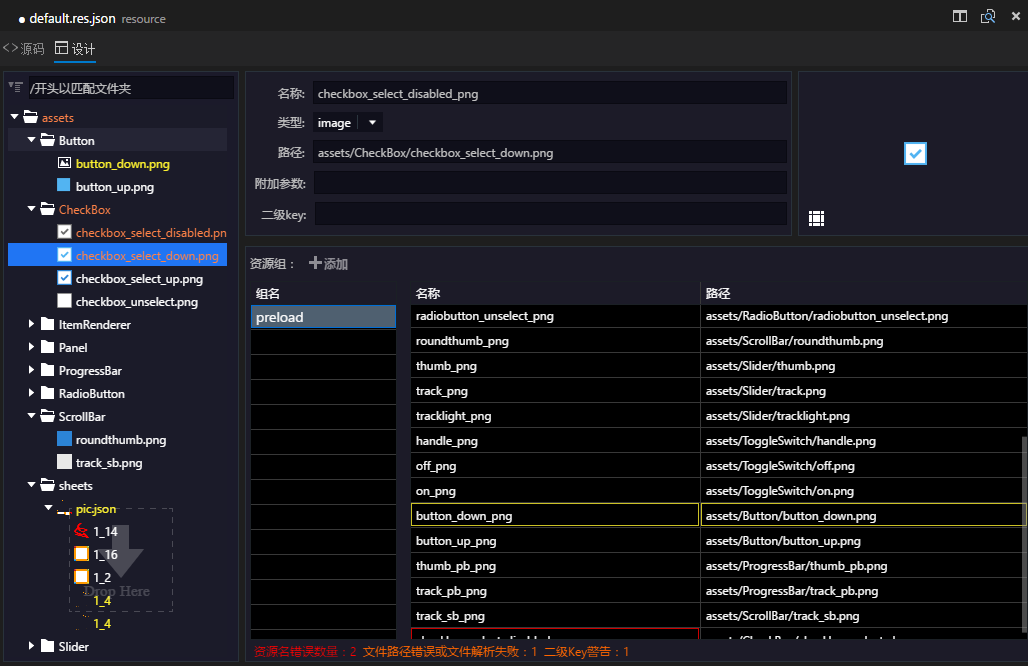 ● default.res.json resource
<> 源码 设计
/开头以匹配文件夹
assets
Button
button_down.png
button_up.png
CheckBox
checkbox_select_disabled.pn
checkbox_select_down.png
checkbox_select_up.png
checkbox_unselect.png
ItemRenderer
Panel
ProgressBar
RadioButton
ScrollBar
roundthumb.png
track_sb.png
sheets
pic.json
1_14
1_16
1_2
Drop Here
1_4
1_4
Slider
名称: checkbox_select_disabled_png
类型: image
路径: assets/CheckBox/checkbox_select_down.png
附加参数:
二级key:
资源组： 添加
组名 名称 路径
preload
radiobutton_unselect_png assets/RadioButton/radiobutton_unselect.png
roundthumb_png assets/ScrollBar/roundthumb.png
thumb_png assets/Slider/thumb.png
track_png assets/Slider/track.png
tracklight_png assets/Slider/tracklight.png
handle_png assets/ToggleSwitch/handle.png
off_png assets/ToggleSwitch/off.png
on_png assets/ToggleSwitch/on.png
button_down_png assets/Button/button_down.png
button_up_png assets/Button/button_up.png
thumb_pb_png assets/ProgressBar/thumb_pb.png
track_pb_png assets/ProgressBar/track_pb.png
track_sb_png assets/ScrollBar/track_sb.png
资源名错误数量：2 文件路径错误或文件解析失败：1 二级Key警告：1